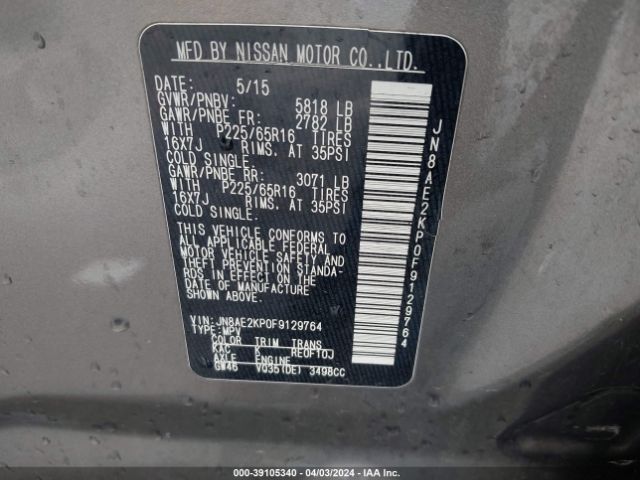 MFD BY NISSAN MOTOR CO.,LTD.
DATE: 5/15
GVWR/PNBV: 5818 LB
GAWR/PNBE FR: 2782 LB
WITH P225/65R16 TIRES
16X7J RIMS. AT 35PSI
COLD SINGLE.
GAWR/PNBE RR: 3071 LB
WITH P225/65R16 TIRES
16X7J RIMS. AT 35PSI
COLD SINGLE.
THIS VEHICLE CONFORMS TO
ALL APPLICABLE FEDERAL
MOTOR VEHICLE SAFETY AND
THEFT PREVENTION STANDA-
RDS IN EFFECT ON THE
DATE OF MANUFACTURE
SHOWN ABOVE.
VIN:JN8AE2KP0F9129764
TYPE:MPV
COLOR TRIM TRANS
KAC K RE0F10J
AXLE ENGINE
GW46 VQ35(DE) 3498CC
JN8AE2KP0F9129764
000-39105340 - 04/03/2024 - IAA Inc.